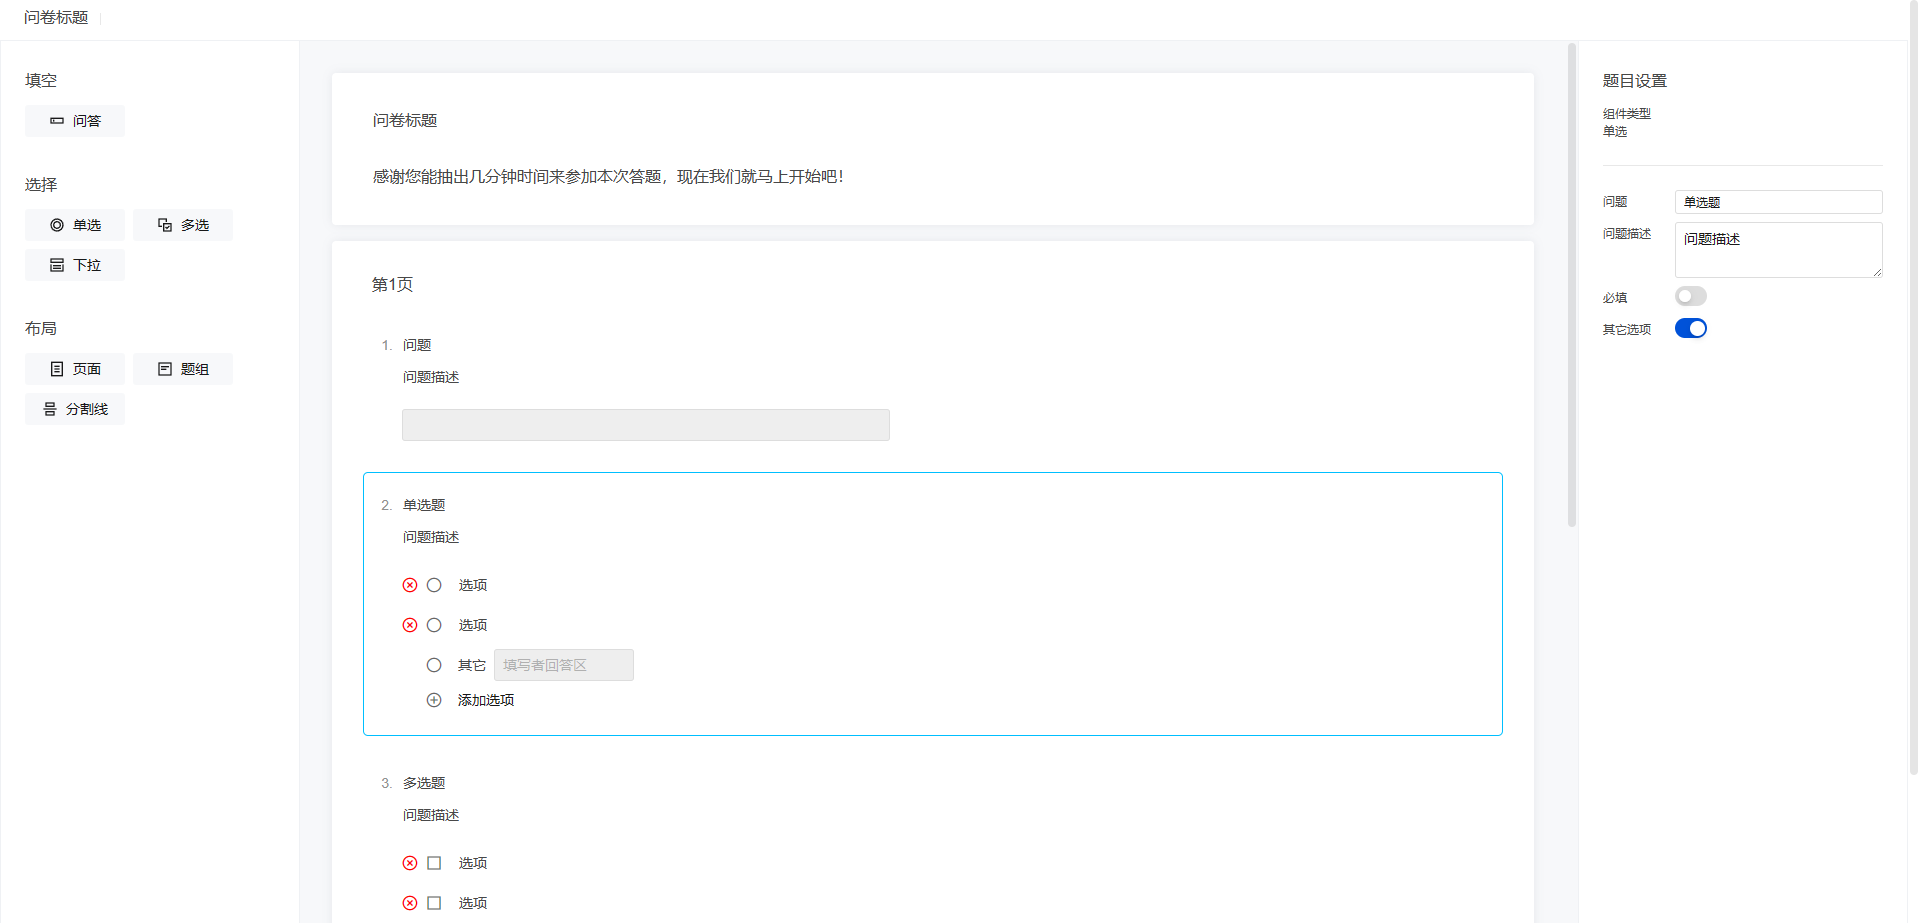 问卷标题
填空
问答
选择
单选
多选
下拉
布局
页面
题组
分割线
问卷标题
感谢您能抽出几分钟时间来参加本次答题，现在我们就马上开始吧！
第1页
1. 问题
问题描述
2. 单选题
问题描述
选项
选项
其它 填写者回答区
添加选项
3. 多选题
问题描述
选项
选项
题目设置
组件类型
单选
问题 单选题
问题描述 问题描述
必填
其它选项